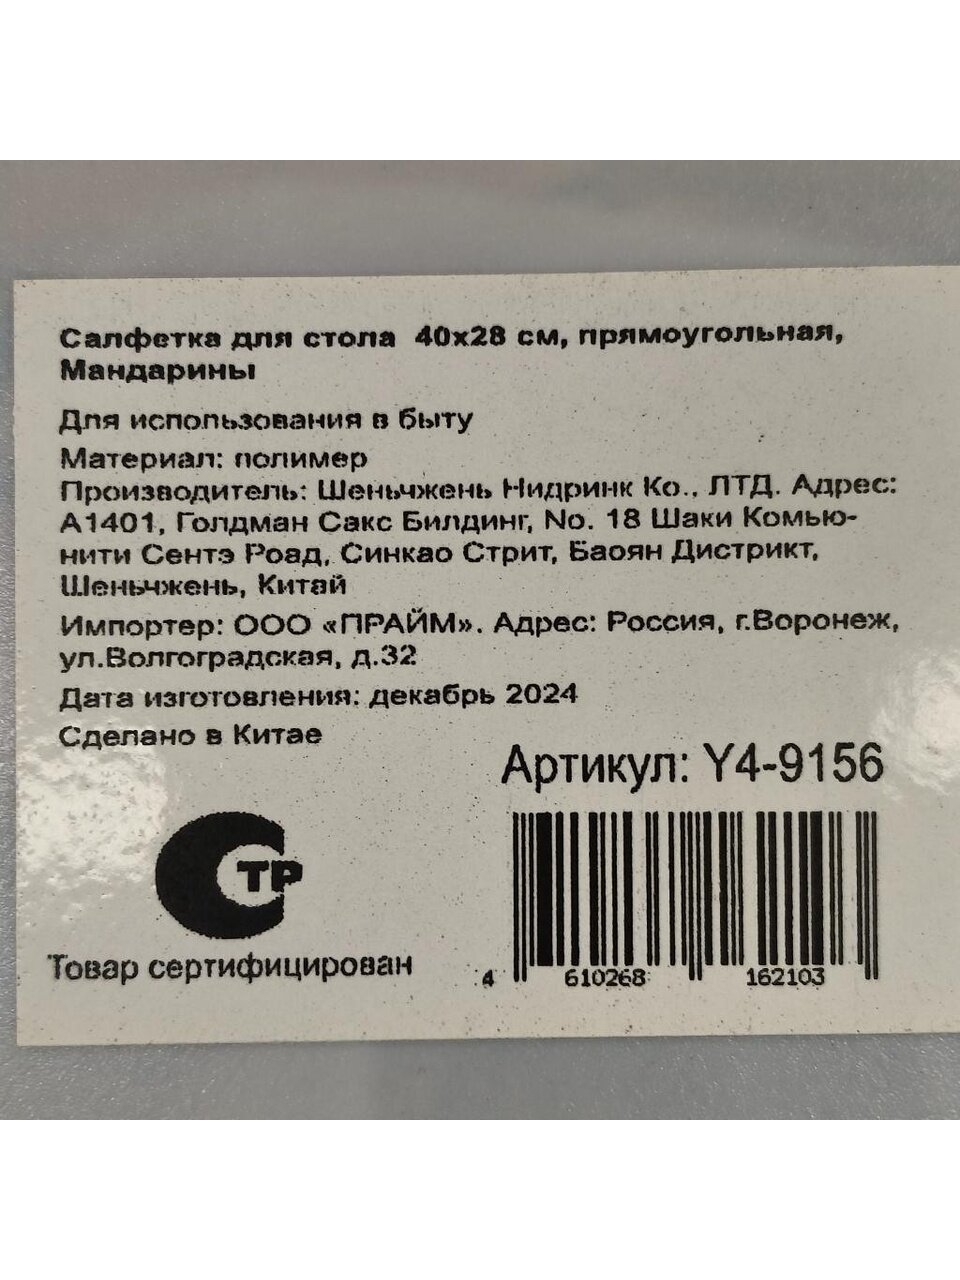 Салфетка для стола 40х28 см, прямоугольная,
Мандарины
Для использования в быту
Материал: полимер
Производитель: Шеньчжень Нидринк Ко., ЛТД. Адрес:
А1401, Голдман Сакс Билдинг, No. 18 Шаки Комью-
нити Сентэ Роад, Синкао Стрит, Баоян Дистрикт,
Шеньчжень, Китай
Импортер: ООО «ПРАЙМ». Адрес: Россия, г.Воронеж,
ул.Волгоградская, д.32
Дата изготовления: декабрь 2024
Сделано в Китае
Артикул: Y4-9156
СТР
Товар сертифицирован
4 610268 162103